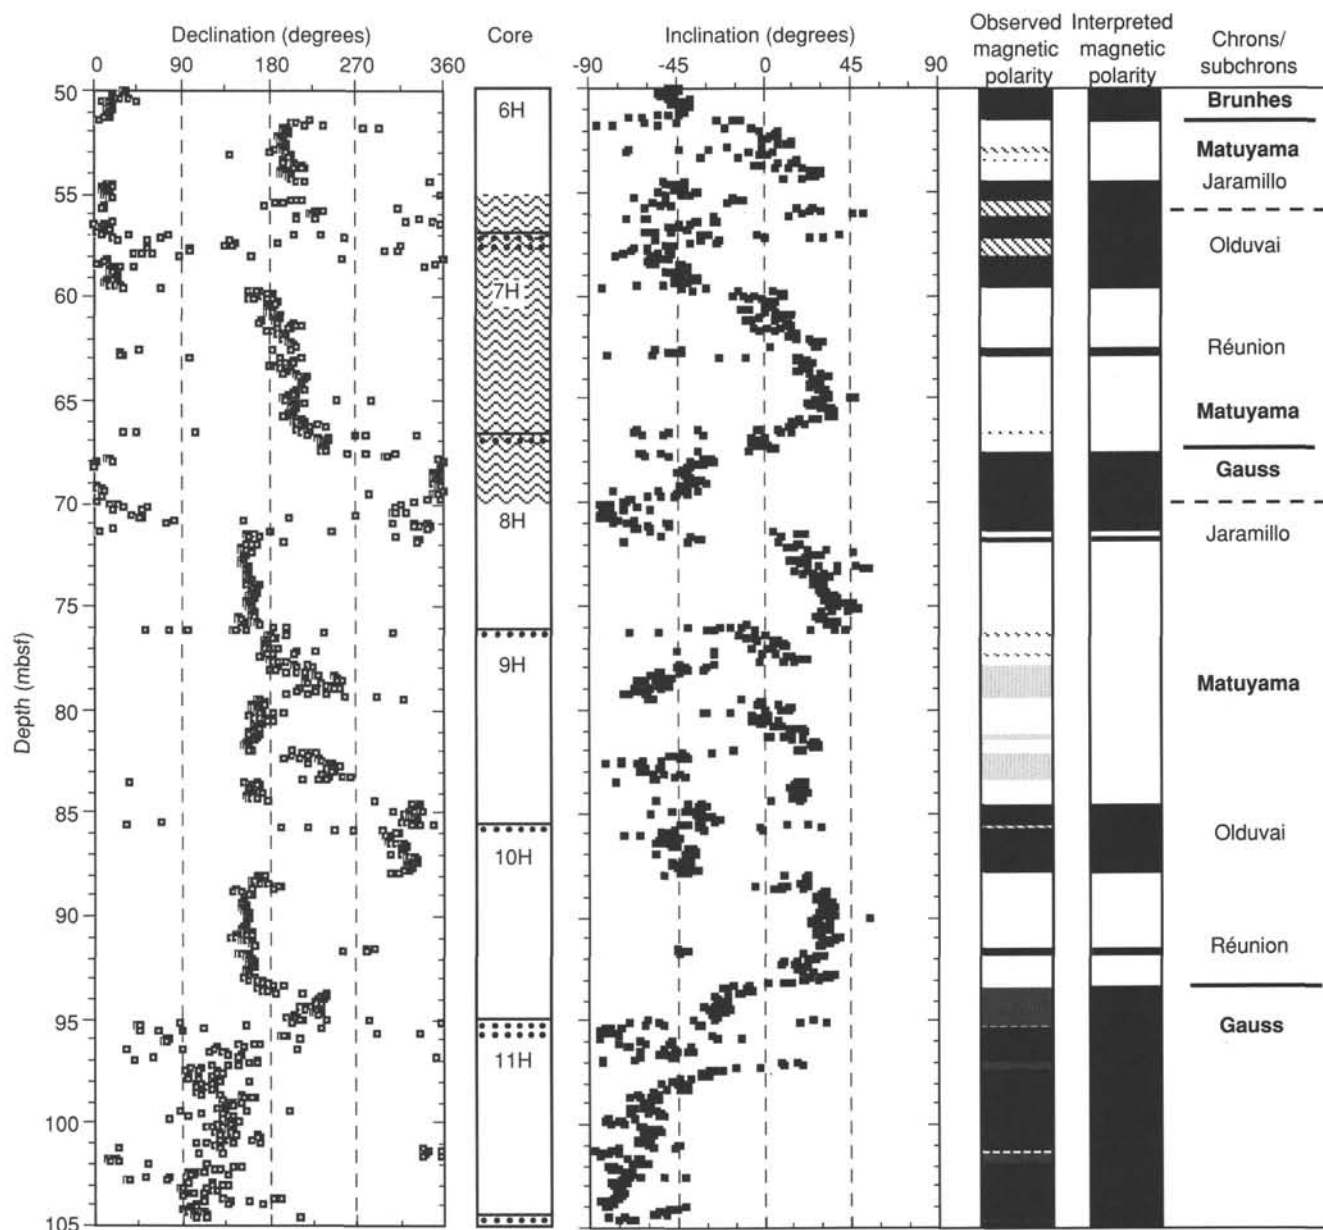 Declination (degrees)
0 90 180 270 360
Core
Inclination (degrees)
-90 -45 0 45 90
Observed
magnetic
polarity
Interpreted
magnetic
polarity
Chrons/
subchrons
Depth (mbsf)
50
55
60
65
70
75
80
85
90
95
100
105
6H
7H
8H
9H
10H
11H
Brunhes
Matuyama
Jaramillo
Olduvai
Réunion
Matuyama
Gauss
Jaramillo
Matuyama
Olduvai
Réunion
Gauss